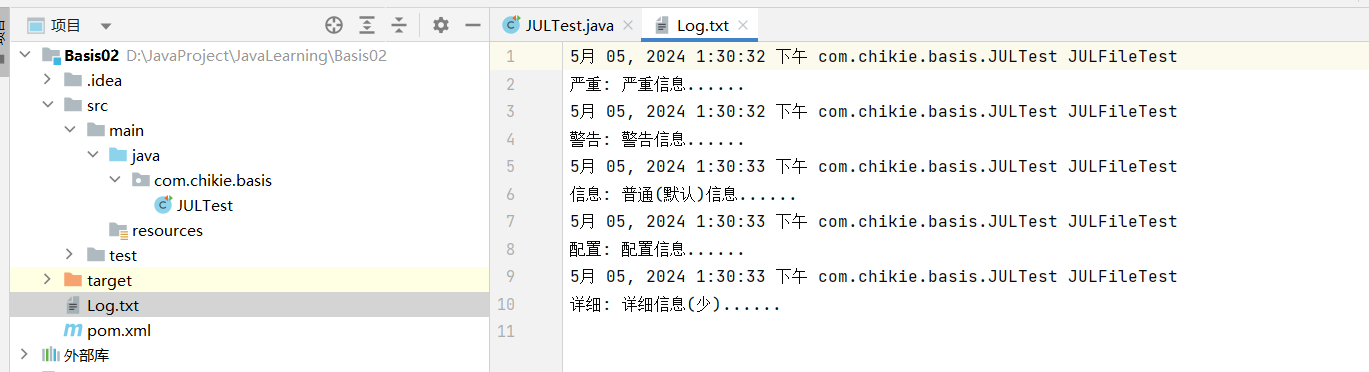 项目
Basis02 D:\JavaProject\JavaLearning\Basis02
.idea
src
main
java
com.chikie.basis
JULTest
resources
test
target
Log.txt
pom.xml
外部库
JULTest.java
Log.txt
1 5月 05, 2024 1:30:32 下午 com.chikie.basis.JULTest JULFileTest
2 严重: 严重信息......
3 5月 05, 2024 1:30:32 下午 com.chikie.basis.JULTest JULFileTest
4 警告: 警告信息......
5 5月 05, 2024 1:30:33 下午 com.chikie.basis.JULTest JULFileTest
6 信息: 普通(默认)信息......
7 5月 05, 2024 1:30:33 下午 com.chikie.basis.JULTest JULFileTest
8 配置: 配置信息......
9 5月 05, 2024 1:30:33 下午 com.chikie.basis.JULTest JULFileTest
10 详细: 详细信息(少)......
11